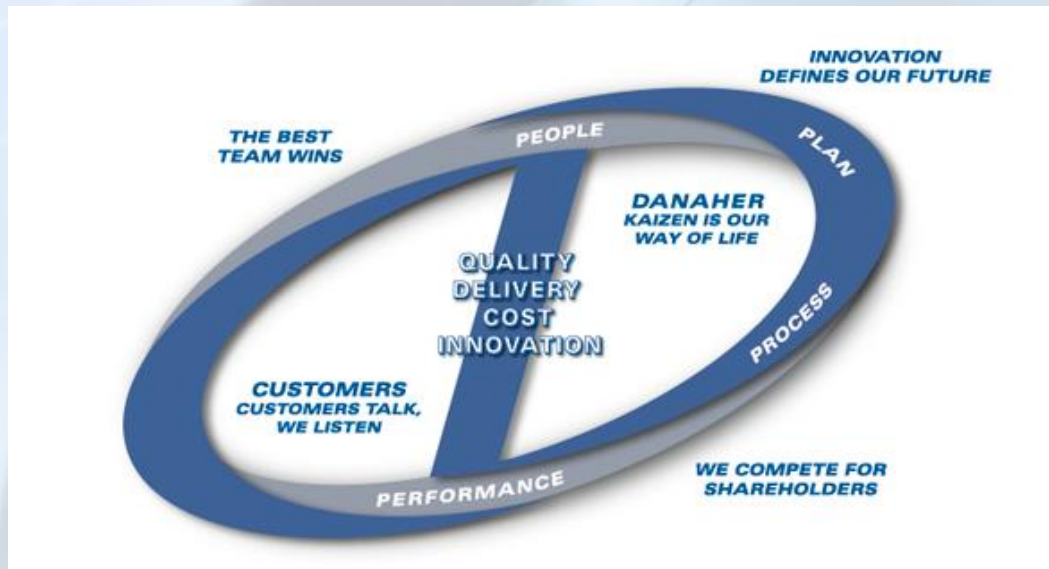 INNOVATION
DEFINES OUR FUTURE
THE BEST
TEAM WINS
PEOPLE
PLAN
DANAHER
KAIZEN IS OUR
WAY OF LIFE
QUALITY
DELIVERY
COST
INNOVATION
PROCESS
CUSTOMERS
CUSTOMERS TALK,
WE LISTEN
PERFORMANCE
WE COMPETE FOR
SHAREHOLDERS